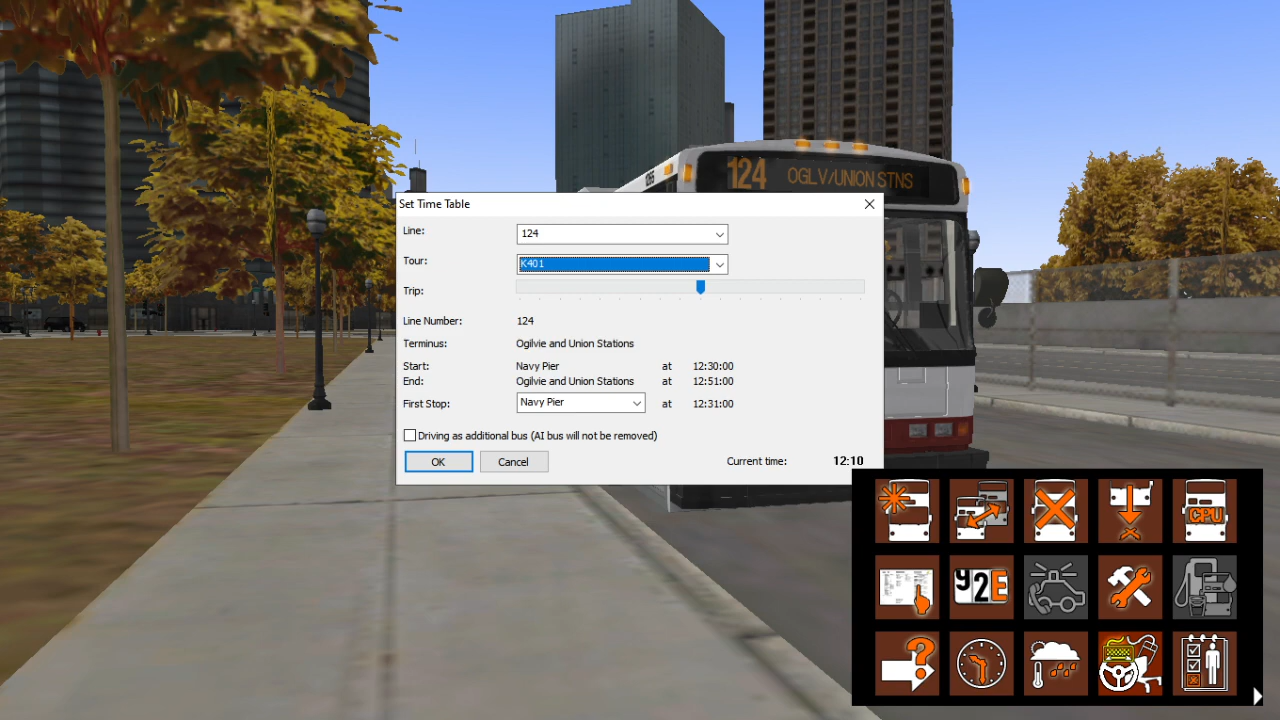 124 OGLV/UNION STNS
Set Time Table
Line: 124
Tour: K401
Trip:
Line Number: 124
Terminus: Ogilvie and Union Stations
Start: Navy Pier at 12:30:00
End: Ogilvie and Union Stations at 12:51:00
First Stop: Navy Pier at 12:31:00
Driving as additional bus (AI bus will not be removed)
OK Cancel Current time: 12:10
CPU
92E
?